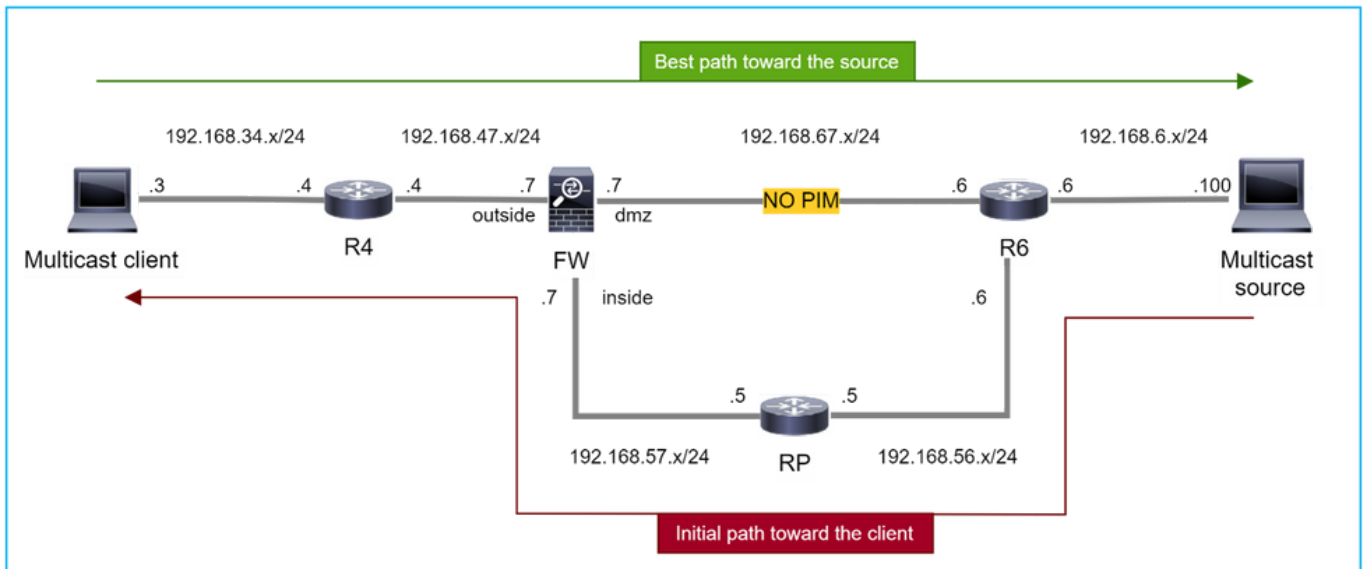 Best path toward the source
192.168.34.x/24
192.168.47.x/24
192.168.67.x/24
192.168.6.x/24
.3
.4
.4
.7
.7
NO PIM
.6
.6
.100
outside
dmz
Multicast client
R4
FW
R6
Multicast
source
.7
inside
.6
.5
.5
192.168.57.x/24
RP
192.168.56.x/24
Initial path toward the client